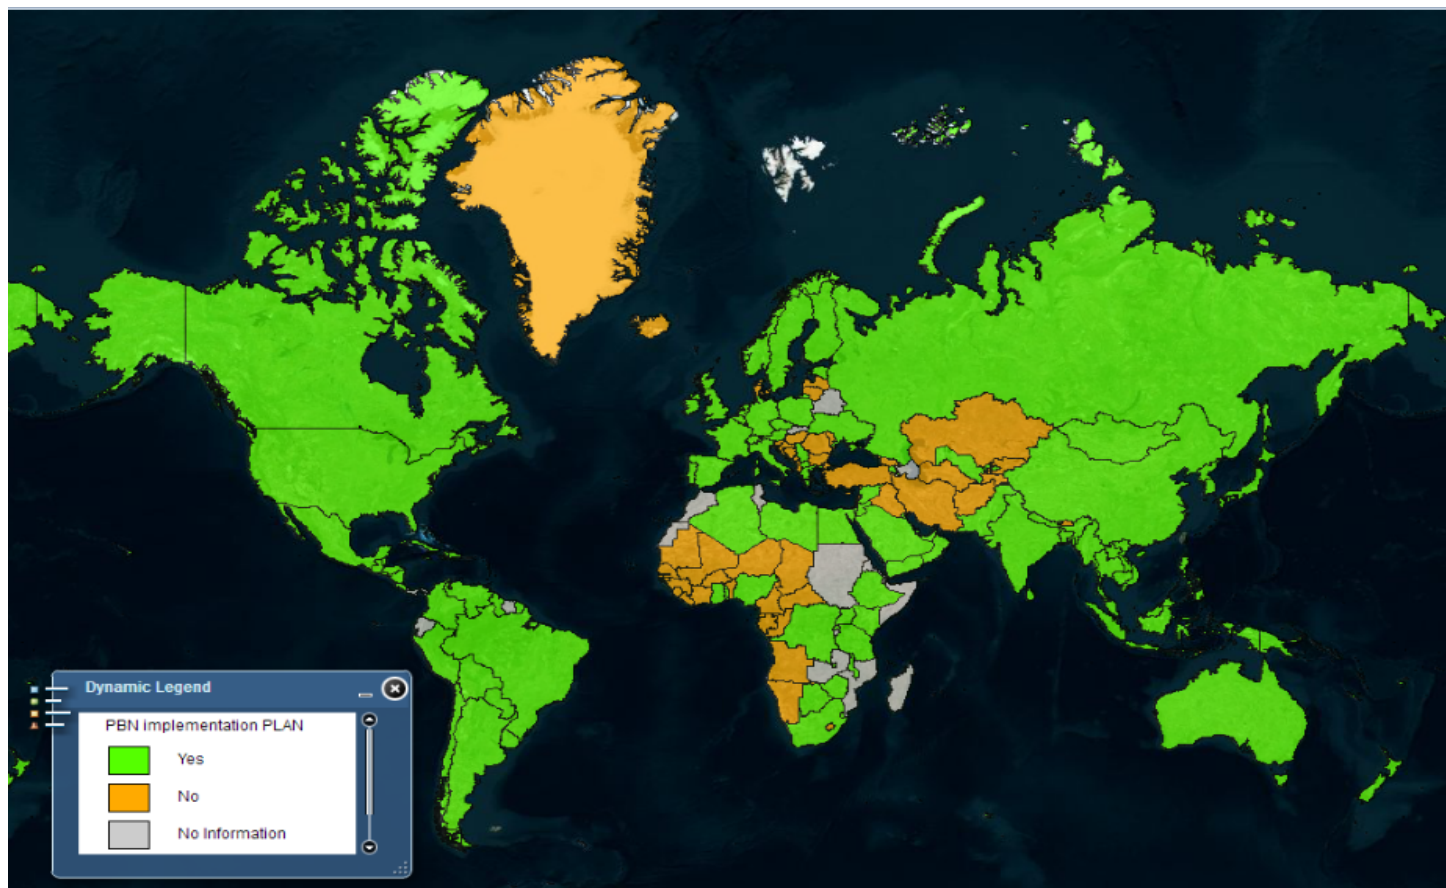 Dynamic Legend
PBN implementation PLAN
Yes
No
No Information